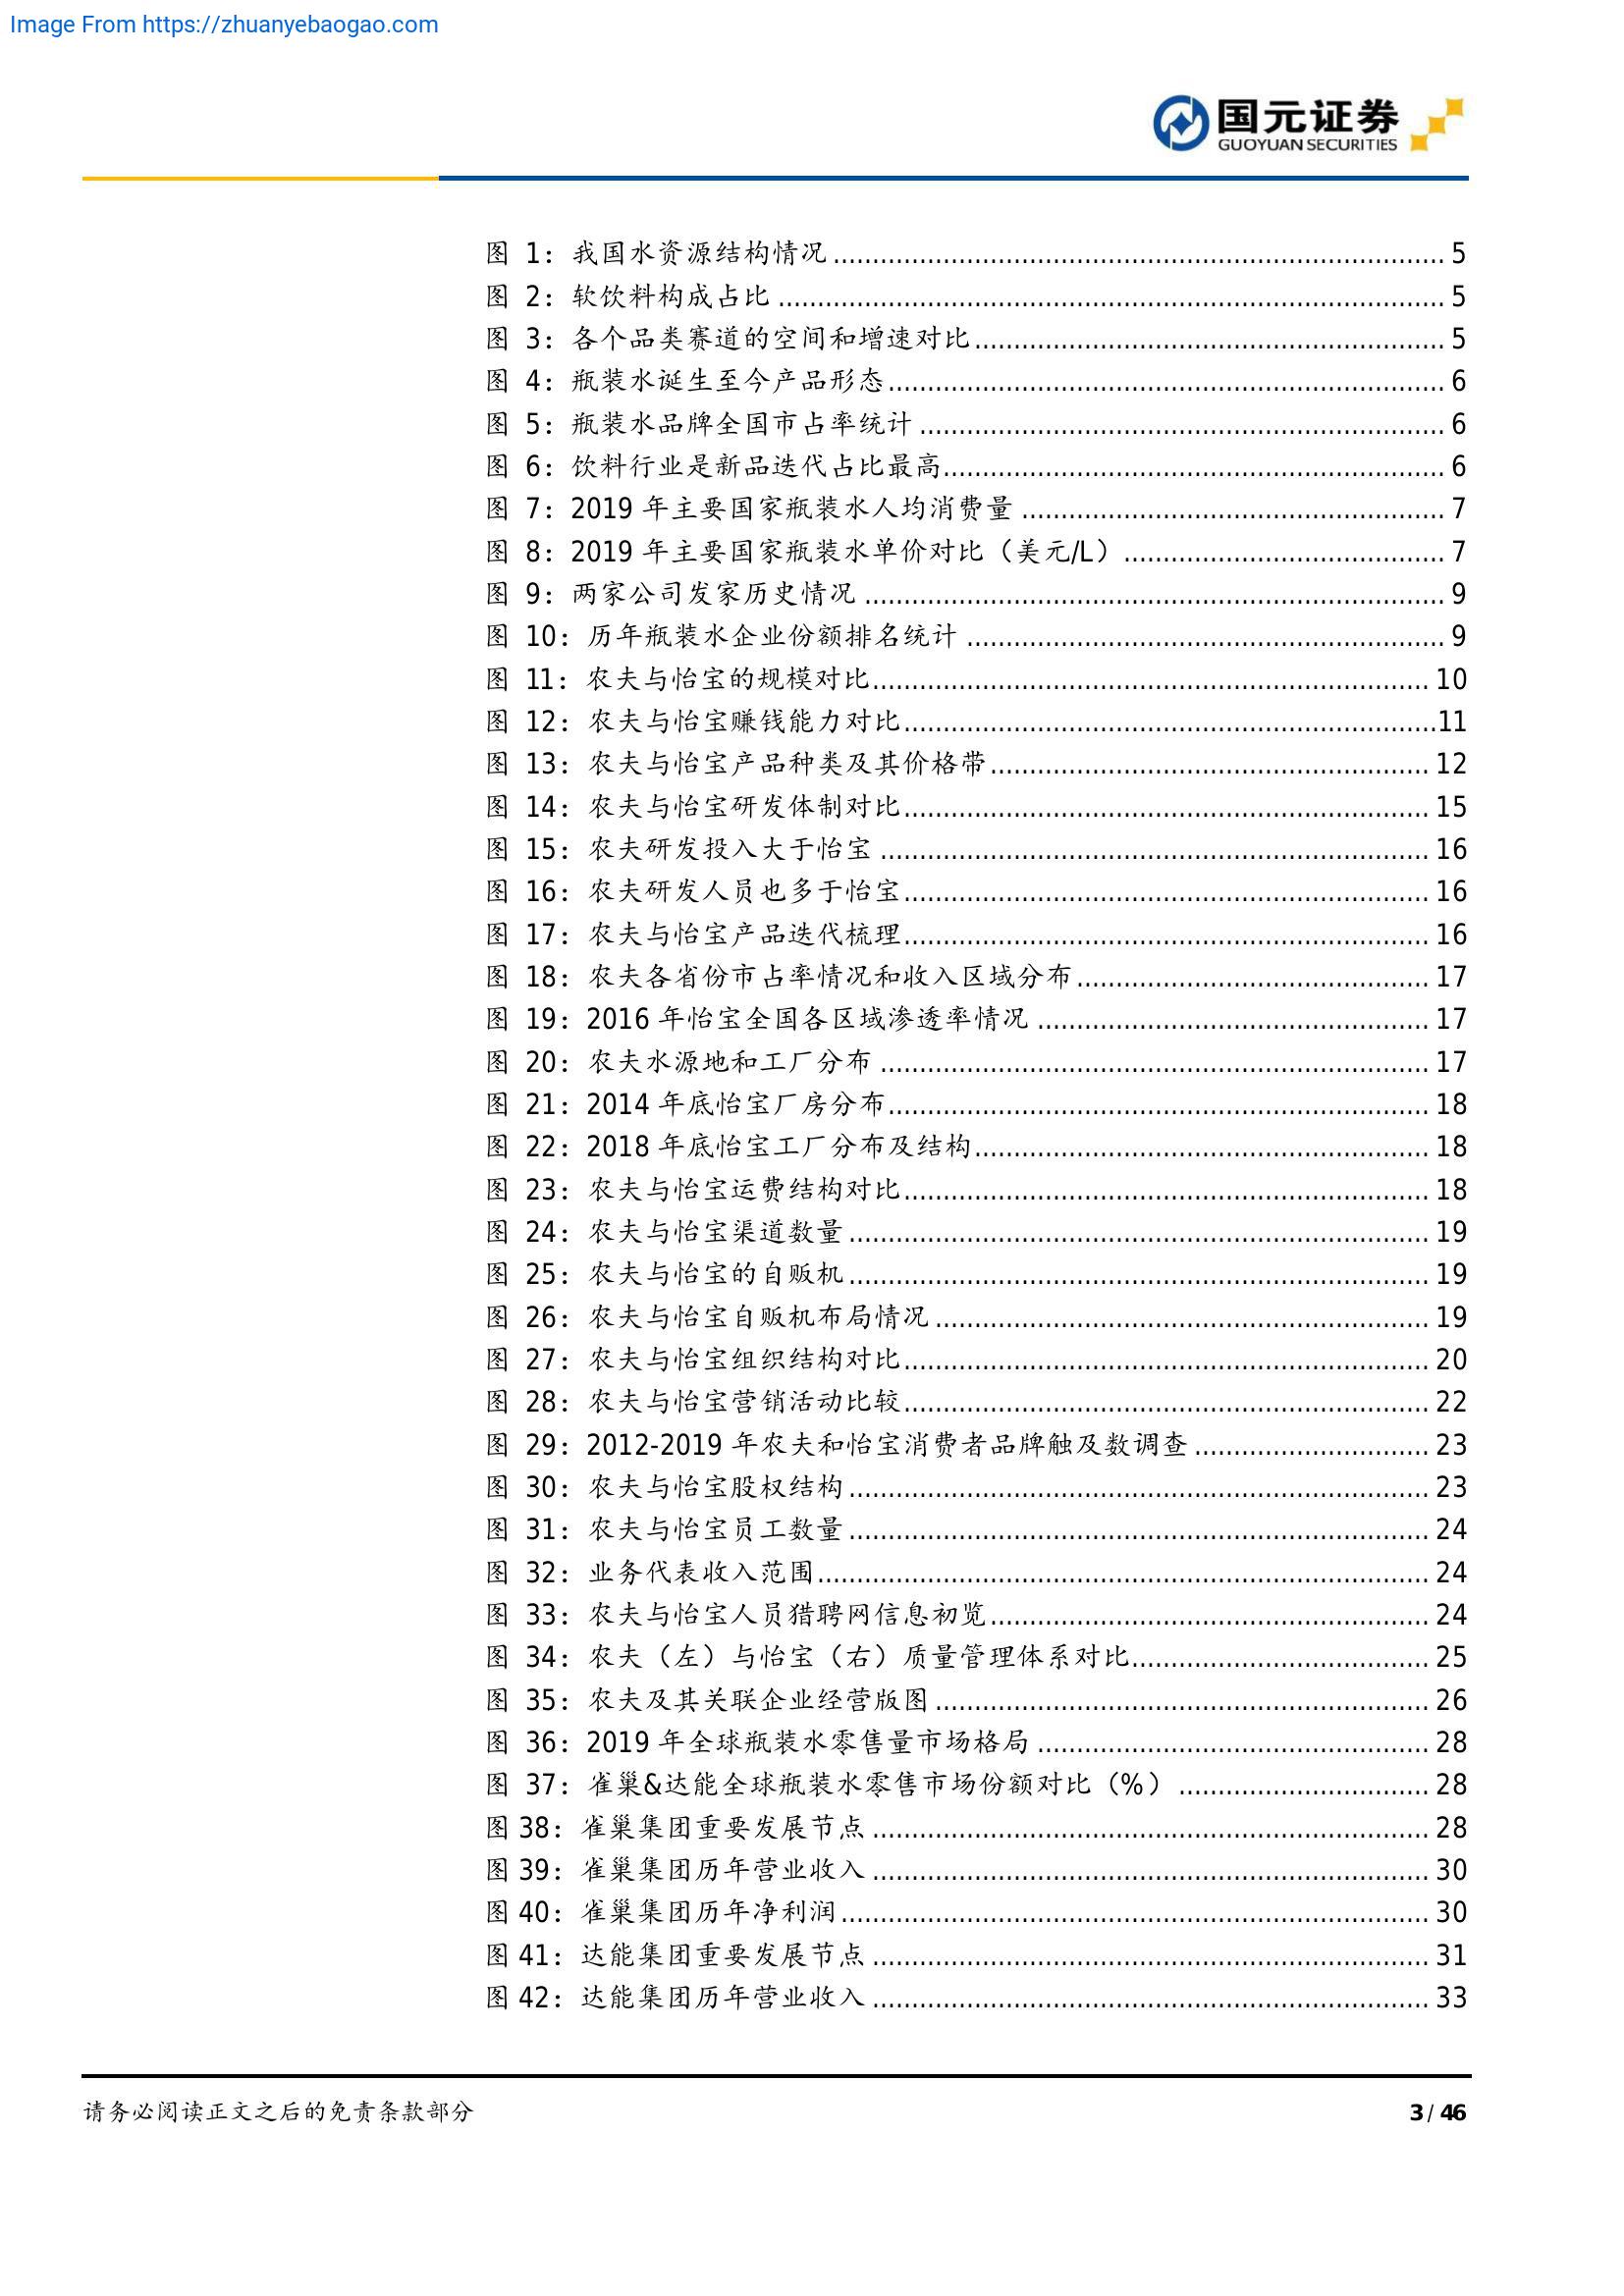 Image From https://zhuanyebaogao.com
国元证券
GUOYUAN SECURITIES
图 1：我国水资源结构情况 5
图 2：软饮料构成占比 5
图 3：各个品类赛道的空间和增速对比 5
图 4：瓶装水诞生至今产品形态 6
图 5：瓶装水品牌全国市占率统计 6
图 6：饮料行业是新品迭代占比最高 6
图 7：2019 年主要国家瓶装水人均消费量 7
图 8：2019 年主要国家瓶装水单价对比（美元/L） 7
图 9：两家公司发家历史情况 9
图 10：历年瓶装水企业份额排名统计 9
图 11：农夫与怡宝的规模对比 10
图 12：农夫与怡宝赚钱能力对比 11
图 13：农夫与怡宝产品种类及其价格带 12
图 14：农夫与怡宝研发体制对比 15
图 15：农夫研发投入大于怡宝 16
图 16：农夫研发人员也多于怡宝 16
图 17：农夫与怡宝产品迭代梳理 16
图 18：农夫各省份市占率情况和收入区域分布 17
图 19：2016 年怡宝全国各区域渗透率情况 17
图 20：农夫水源地和工厂分布 17
图 21：2014 年底怡宝厂房分布 18
图 22：2018 年底怡宝工厂分布及结构 18
图 23：农夫与怡宝运费结构对比 18
图 24：农夫与怡宝渠道数量 19
图 25：农夫与怡宝的自贩机 19
图 26：农夫与怡宝自贩机布局情况 19
图 27：农夫与怡宝组织结构对比 20
图 28：农夫与怡宝营销活动比较 22
图 29：2012-2019 年农夫和怡宝消费者品牌触及数调查 23
图 30：农夫与怡宝股权结构 23
图 31：农夫与怡宝员工数量 24
图 32：业务代表收入范围 24
图 33：农夫与怡宝人员猎聘网信息初览 24
图 34：农夫（左）与怡宝（右）质量管理体系对比 25
图 35：农夫及其关联企业经营版图 26
图 36：2019 年全球瓶装水零售量市场格局 28
图 37：雀巢&达能全球瓶装水零售市场份额对比（%） 28
图 38：雀巢集团重要发展节点 28
图 39：雀巢集团历年营业收入 30
图 40：雀巢集团历年净利润 30
图 41：达能集团重要发展节点 31
图 42：达能集团历年营业收入 33
请务必阅读正文之后的免责条款部分 3 / 46